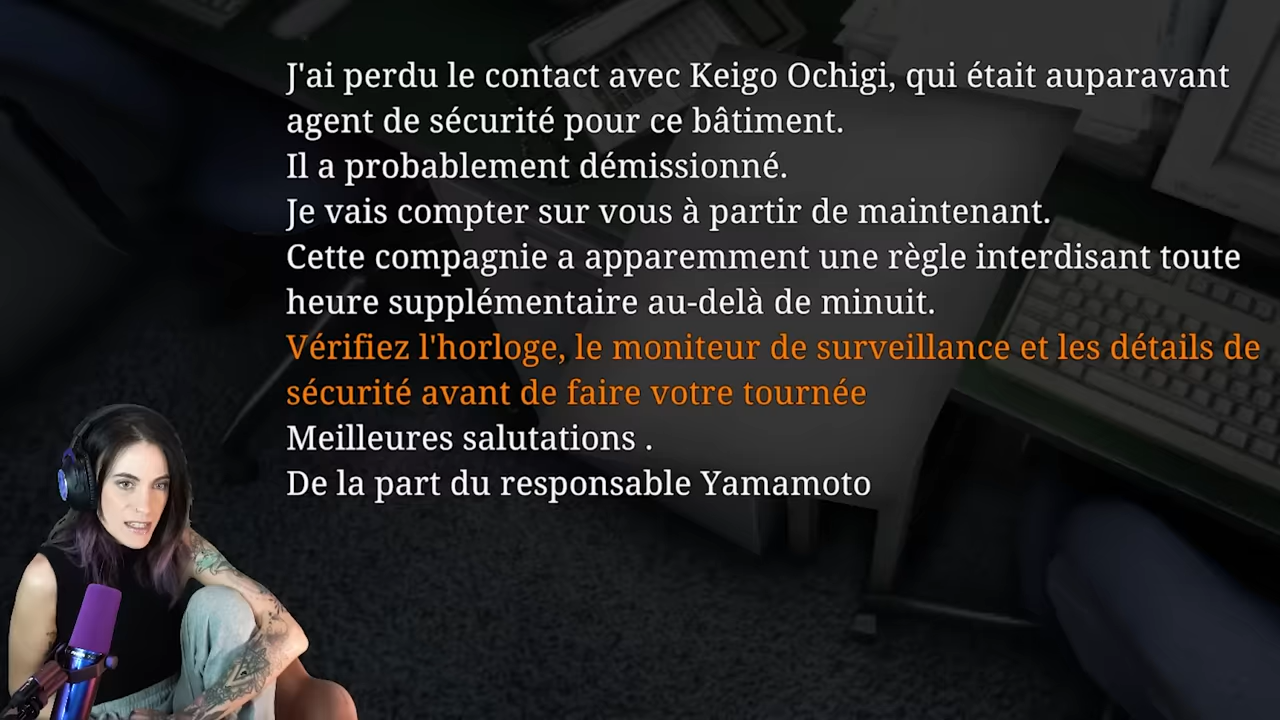 J'ai perdu le contact avec Keigo Ochigi, qui était auparavant
agent de sécurité pour ce bâtiment.
Il a probablement démissionné.
Je vais compter sur vous à partir de maintenant.
Cette compagnie a apparemment une règle interdisant toute
heure supplémentaire au-delà de minuit.
Vérifiez l'horloge, le moniteur de surveillance et les détails de
sécurité avant de faire votre tournée
Meilleures salutations .
De la part du responsable Yamamoto